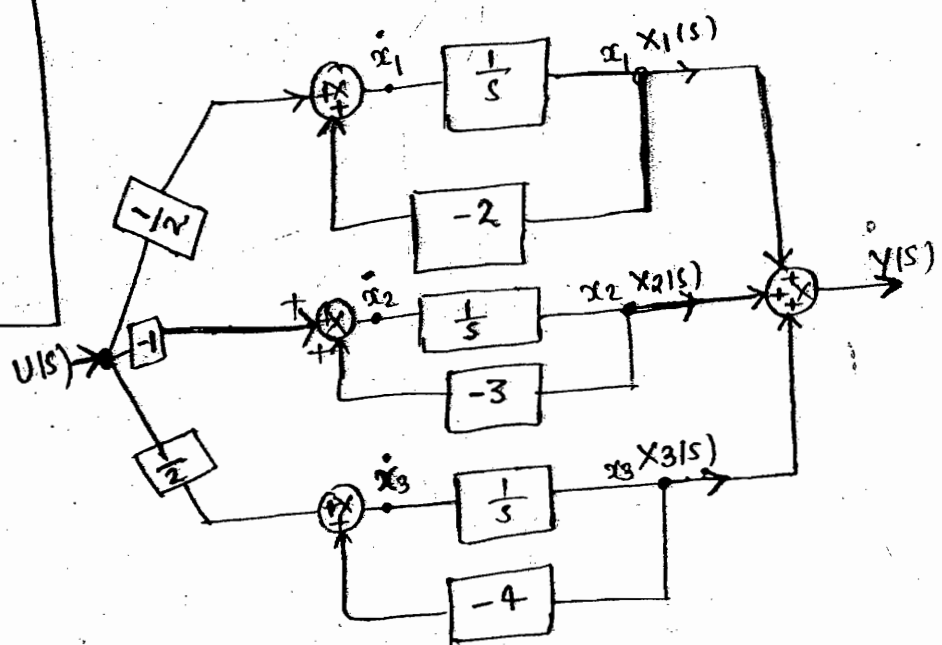 ẋ1 1/s x1 X1(s)
+ +
-1/2
-2
U(S) -1 + + + ẋ2 1/s x2 X2(s) + + + Y(S)
-3
1/2
+ + ẋ3 1/s x3 X3(s)
-4